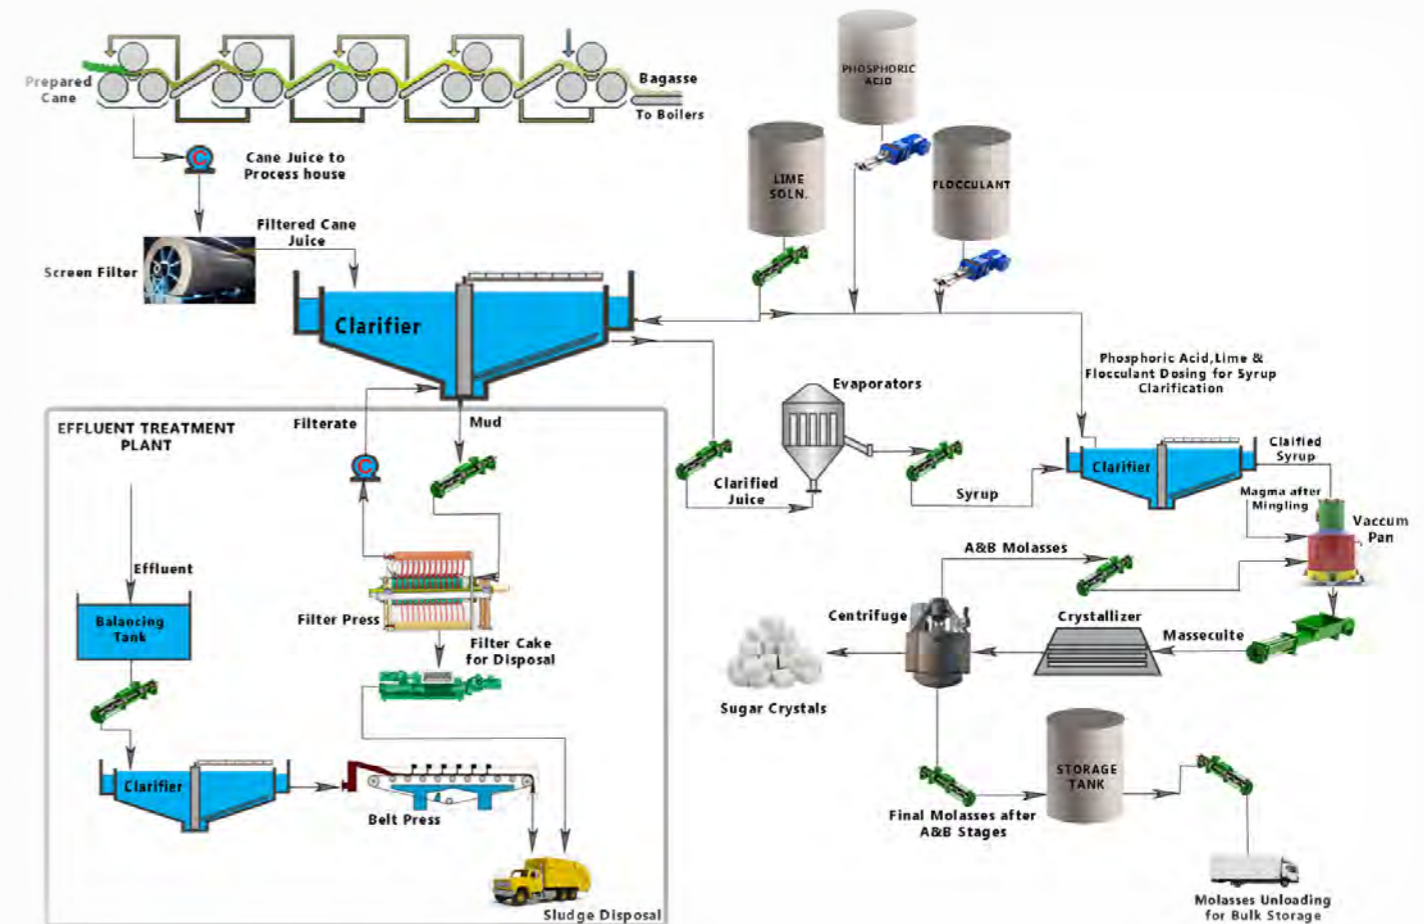 Prepared
Cane
Bagasse
To Boilers
C
Cane Juice to
Process house
Filtered Cane
Juice
Screen Filter
PHOSPHORIC
ACID
LIME
SOLN.
FLOCCULANT
Clarifier
Phosphoric Acid,Lime &
Flocculant Dosing for Syrup
Clarification
Evaporators
Clarified
Juice
Syrup
Clarifier
Claified
Syrup
Magma after
Mingling
Vaccum
Pan
EFFLUENT TREATMENT
PLANT
Filterate
Mud
C
Effluent
Balancing
Tank
Filter Press
Filter Cake
for Disposal
Clarifier
Belt Press
Sludge Disposal
A&B Molasses
Centrifuge
Crystallizer
Massecuite
Sugar Crystals
STORAGE
TANK
Final Molasses after
A&B Stages
Molasses Unloading
for Bulk Storage